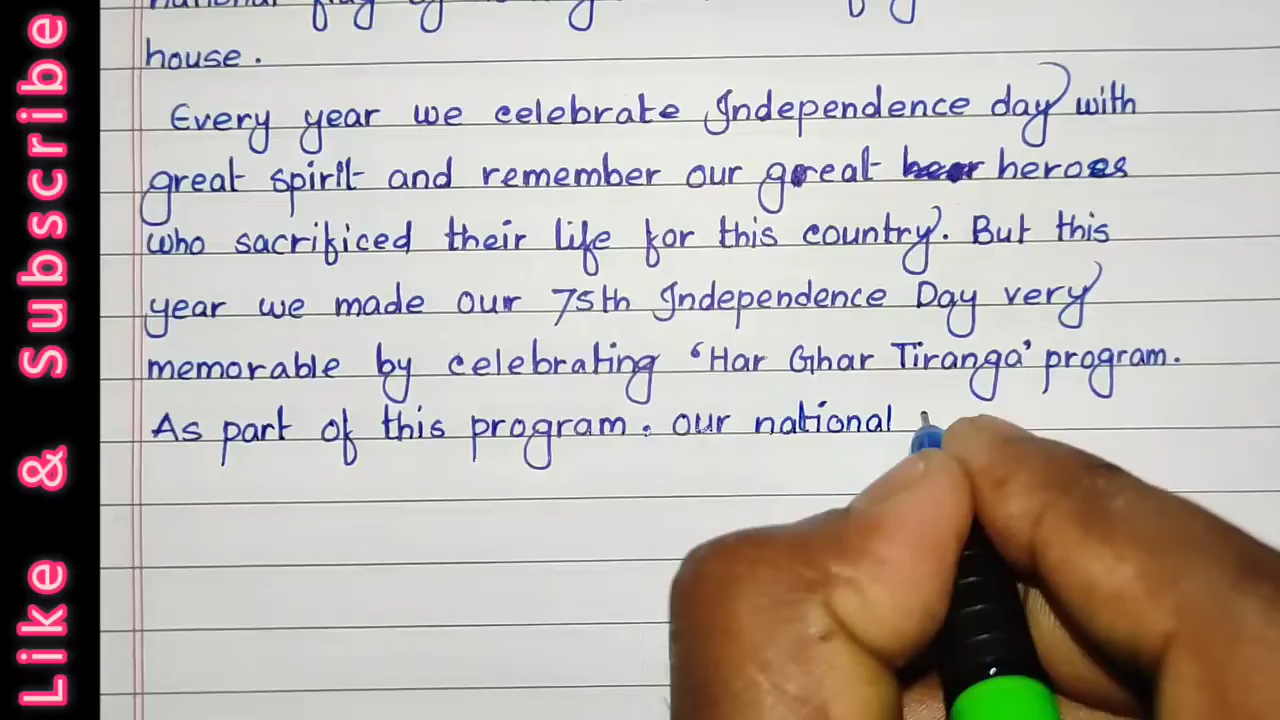 house.
Every year we celebrate Independence day with
great spirit and remember our great heroes
who sacrificed their life for this country. But this
year we made our 75th Independence Day very
memorable by celebrating 'Har Ghar Tiranga' program.
As part of this program. our national
Like & Subscribe